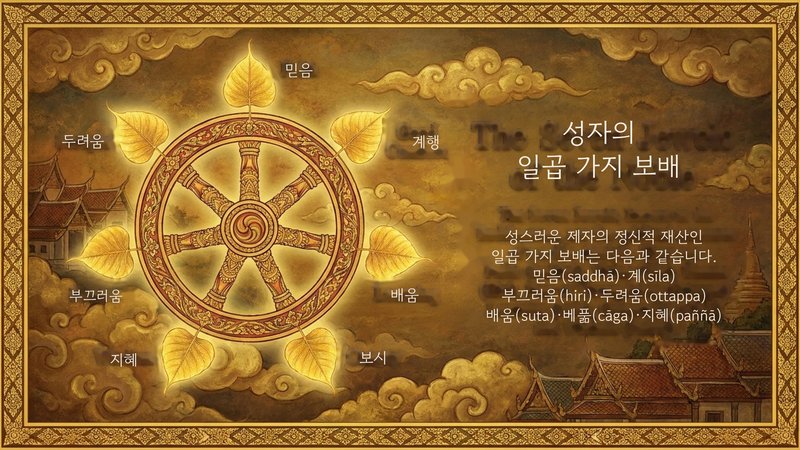 믿음
두려움
계행
부끄러움
배움
지혜
보시
성자의
일곱 가지 보배
성스러운 제자의 정신적 재산인
일곱 가지 보배는 다음과 같습니다.
믿음(saddhā)·계(sīla)
부끄러움(hiri)·두려움(ottappa)
배움(suta)·베풂(cāga)·지혜(paññā)